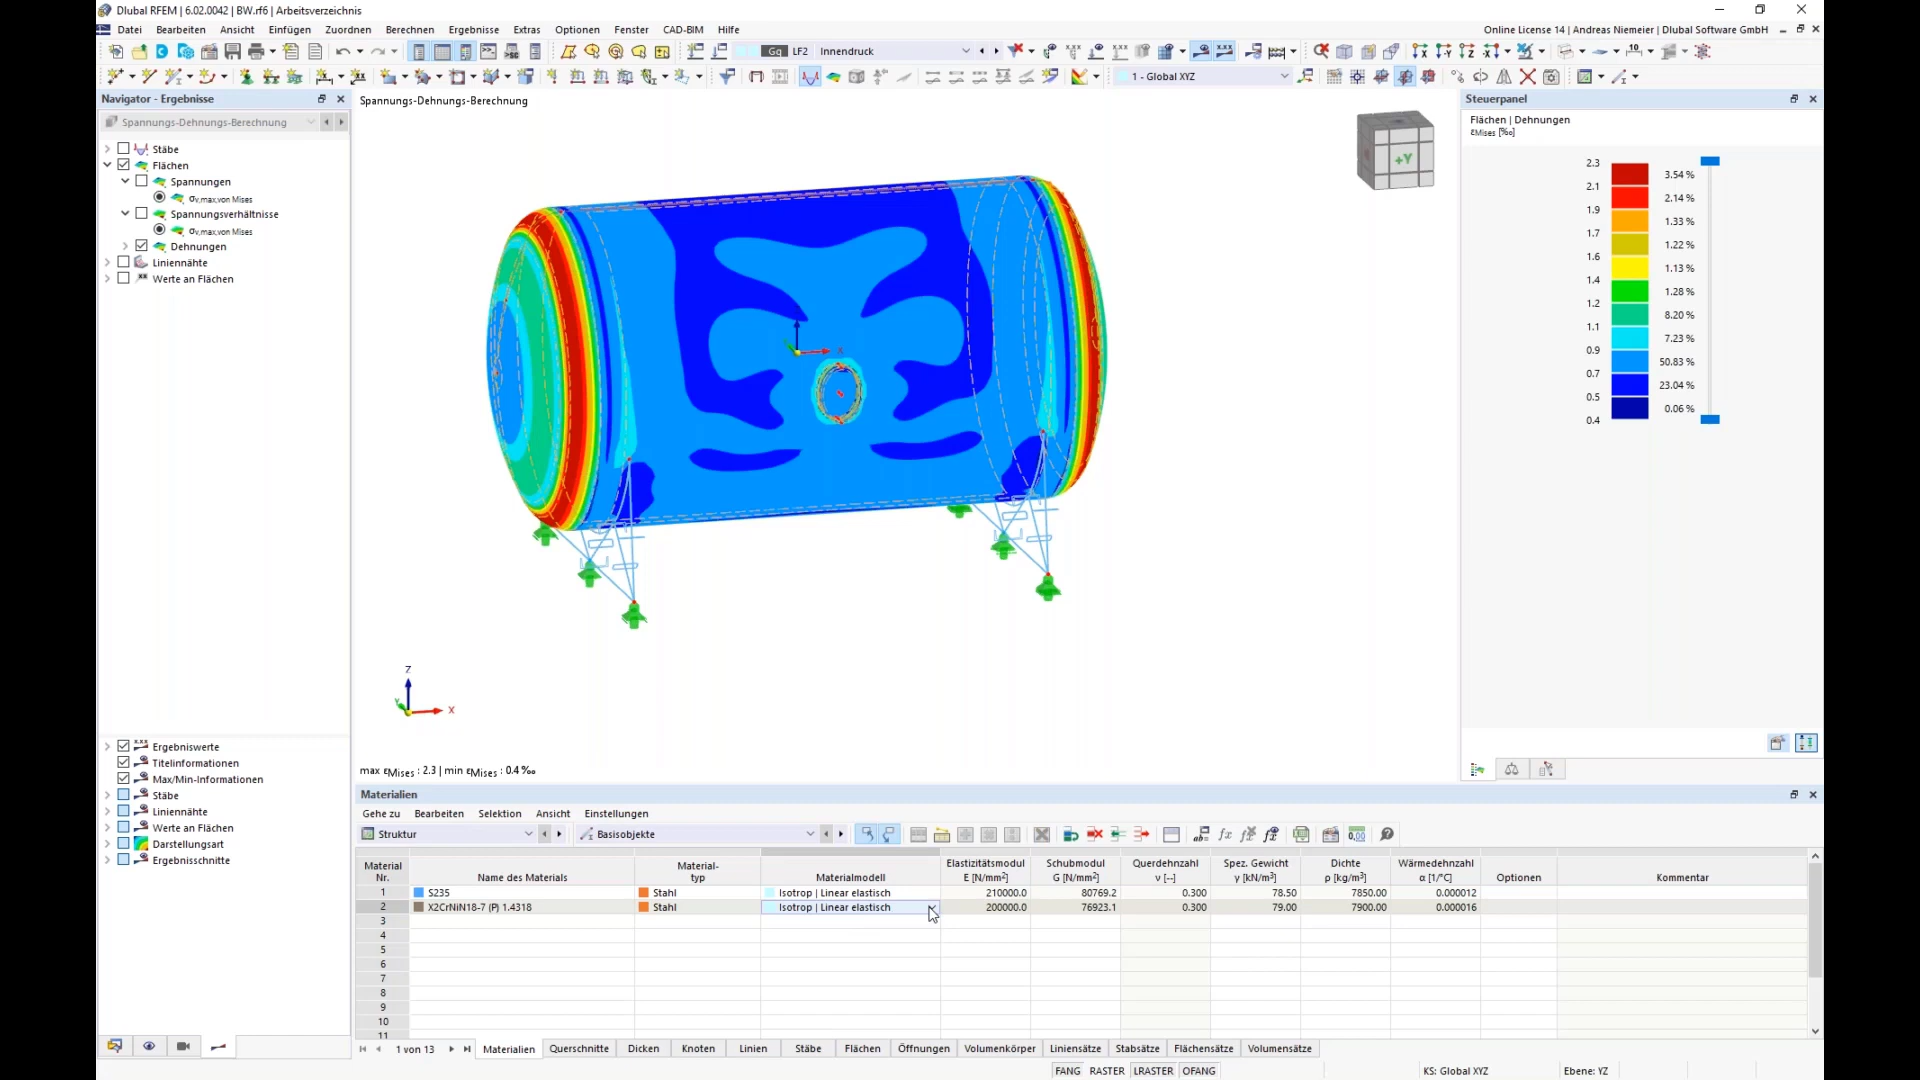 Dlubal RFEM | 6.02.0042 | BW.rf6 | Arbeitsverzeichnis
Datei Bearbeiten Ansicht Einfügen Zuordnen Berechnen Ergebnisse Extras Optionen Fenster CAD-BIM Hilfe
Online License 14 | Andreas Niemeier | Dlubal Software GmbH
Gq LF2 Innendruck
1 - Global XYZ
Navigator - Ergebnisse
Spannungs-Dehnungs-Berechnung
Stäbe
Flächen
Spannungen
σv,max,von Mises
Spannungsverhältnisse
σv,max,von Mises
Dehnungen
Liniennähte
Werte an Flächen
Ergebniswerte
Titelinformationen
Max/Min-Informationen
Stäbe
Liniennähte
Werte an Flächen
Darstellungsart
Ergebnisschnitte
Spannungs-Dehnungs-Berechnung
+Y
X
Z
Y
X
max εMises : 2.3 | min εMises : 0.4 ‰
Steuerpanel
Flächen | Dehnungen
εMises [‰]
2.3
3.54 %
2.1
2.14 %
1.9
1.33 %
1.7
1.22 %
1.6
1.13 %
1.4
1.28 %
1.2
8.20 %
1.1
7.23 %
0.9
50.83 %
0.7
23.04 %
0.5
0.06 %
0.4
Materialien
Gehe zu Bearbeiten Selektion Ansicht Einstellungen
Struktur Basisobjekte
Material Nr. Name des Materials Material-typ Materialmodell Elastizitätsmodul E [N/mm²] Schubmodul G [N/mm²] Querdehnzahl ν [--] Spez. Gewicht γ [kN/m³] Dichte ρ [kg/m³] Wärmedehnzahl α [1/°C] Optionen Kommentar
1 S235 Stahl Isotrop | Linear elastisch 210000.0 80769.2 0.300 78.50 7850.00 0.000012
2 X2CrNiN18-7 (P) 1.4318 Stahl Isotrop | Linear elastisch 200000.0 76923.1 0.300 79.00 7900.00 0.000016
3
4
5
6
7
8
9
10
11
1 von 13 Materialien Querschnitte Dicken Knoten Linien Stäbe Flächen Öffnungen Volumenkörper Liniensätze Stabsätze Flächensätze Volumensätze
FANG RASTER LRASTER OFANG KS: Global XYZ Ebene: YZ